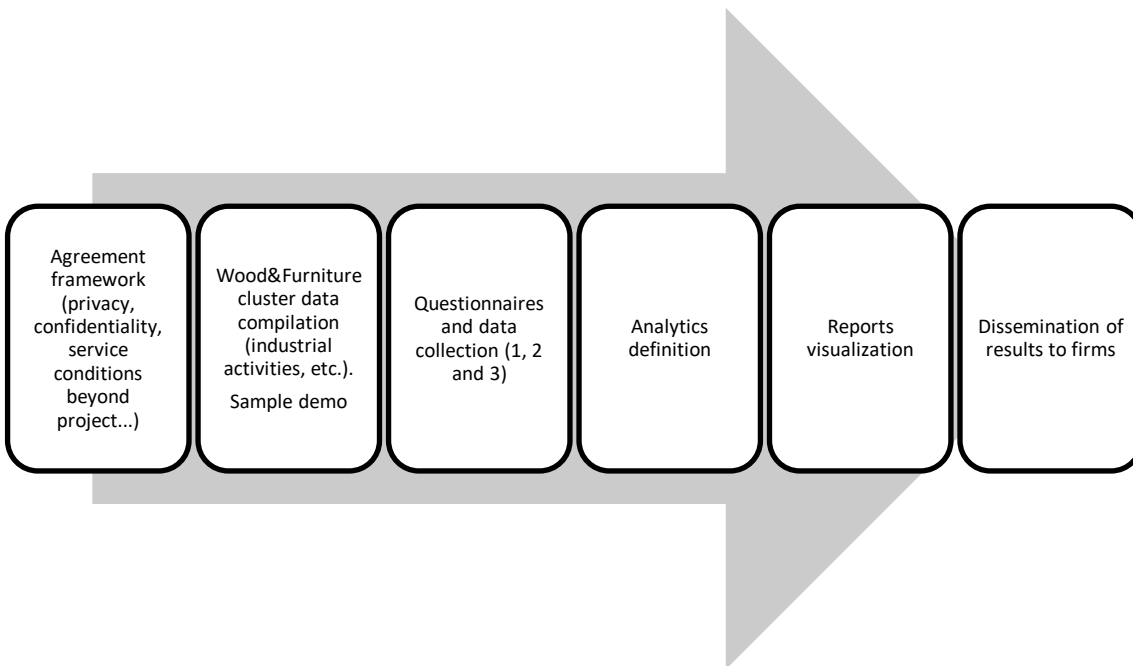 Agreement
framework
(privacy,
confidentiality,
service
conditions
beyond
project...)
Wood&Furniture
cluster data
compilation
(industrial
activities, etc.).
Sample demo
Questionnaires
and data
collection (1, 2
and 3)
Analytics
definition
Reports
visualization
Dissemination of
results to firms